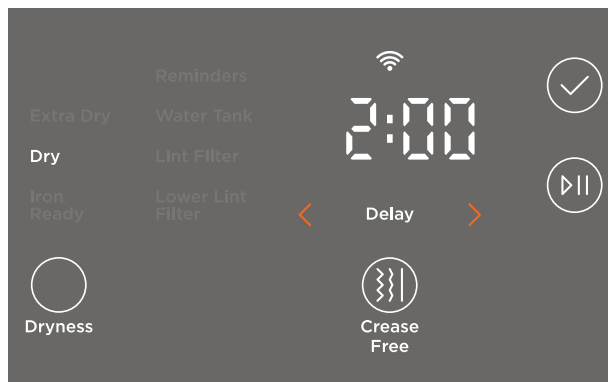 Reminders
Extra Dry
Water Tank
Dry
Lint Filter
Iron
Ready
Lower Lint
Filter
2:00
Delay
Dryness
Crease
Free